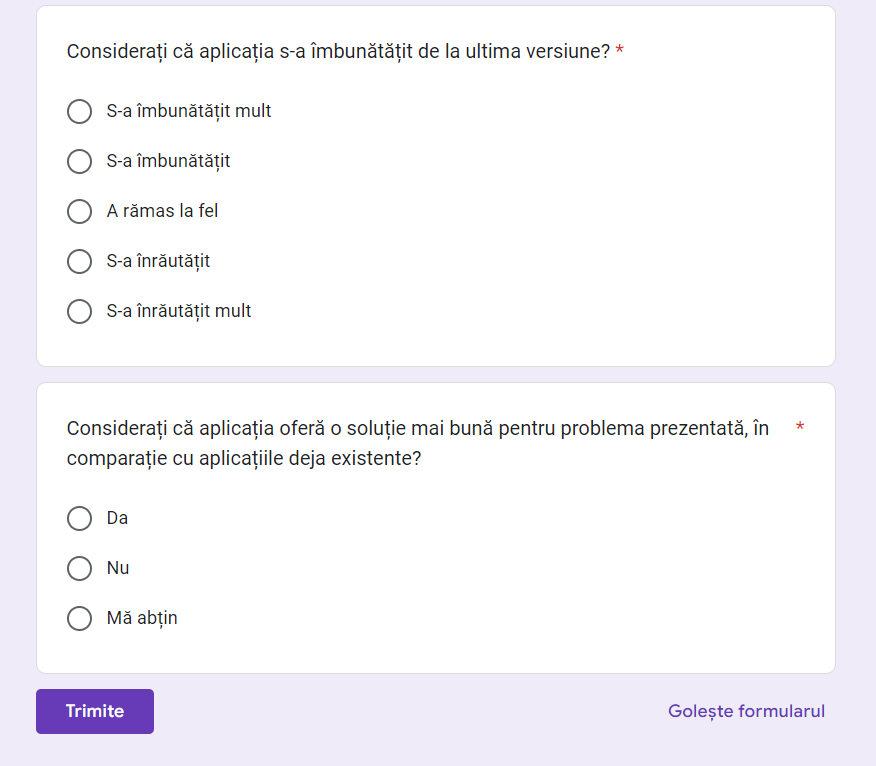 Considerați că aplicația s-a îmbunătățit de la ultima versiune? *
S-a îmbunătățit mult
S-a îmbunătățit
A rămas la fel
S-a înrăutățit
S-a înrăutățit mult
Considerați că aplicația oferă o soluție mai bună pentru problema prezentată, în *
comparație cu aplicațiile deja existente?
Da
Nu
Mă abțin
Trimite
Golește formularul